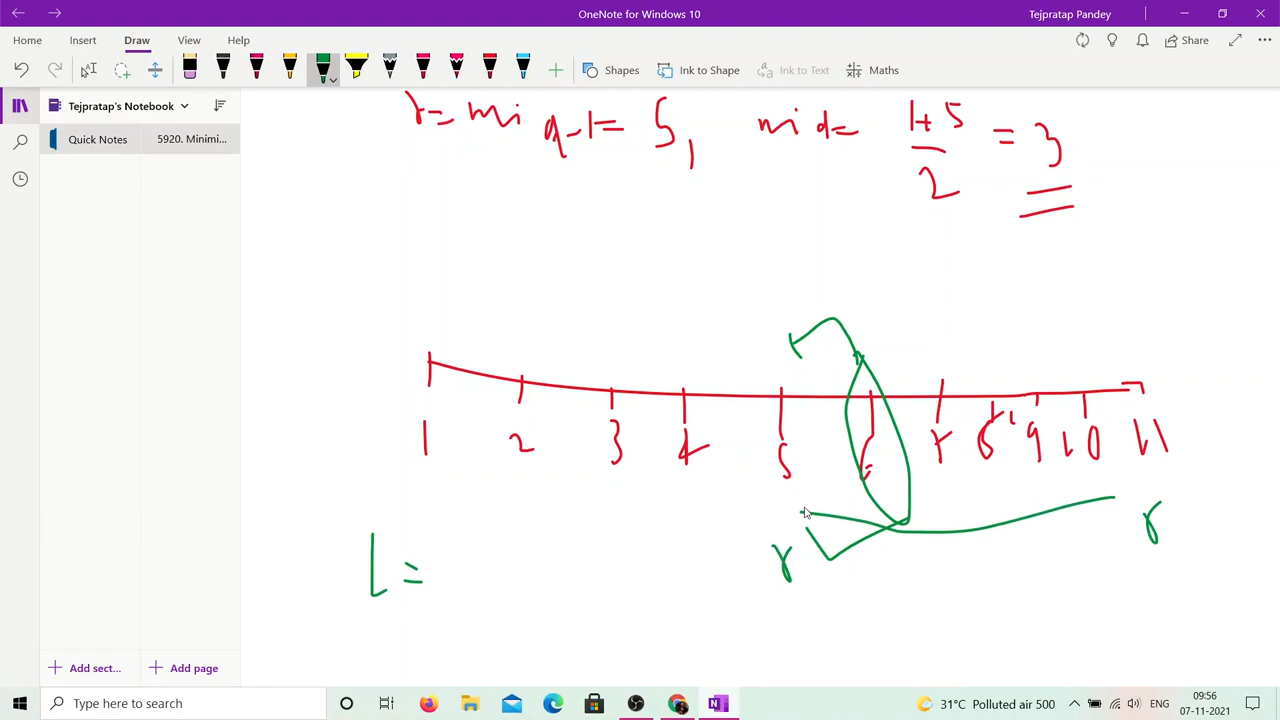 OneNote for Windows 10
Tejpratap Pandey
Home Insert Draw View Help
Share
Shapes
Ink to Shape
Ink to Text
Maths
Tejpratap's Notebook
Quick Notes
5920. Minimi...
r = mi
q-1 = 5,
mid = 1+5
2
= 3
1 2 3 4 5 6 7 8 9 10 11
r
r
L =
Add sect...
Add page
Type here to search
31°C Polluted air 500
ENG
09:56
07-11-2021